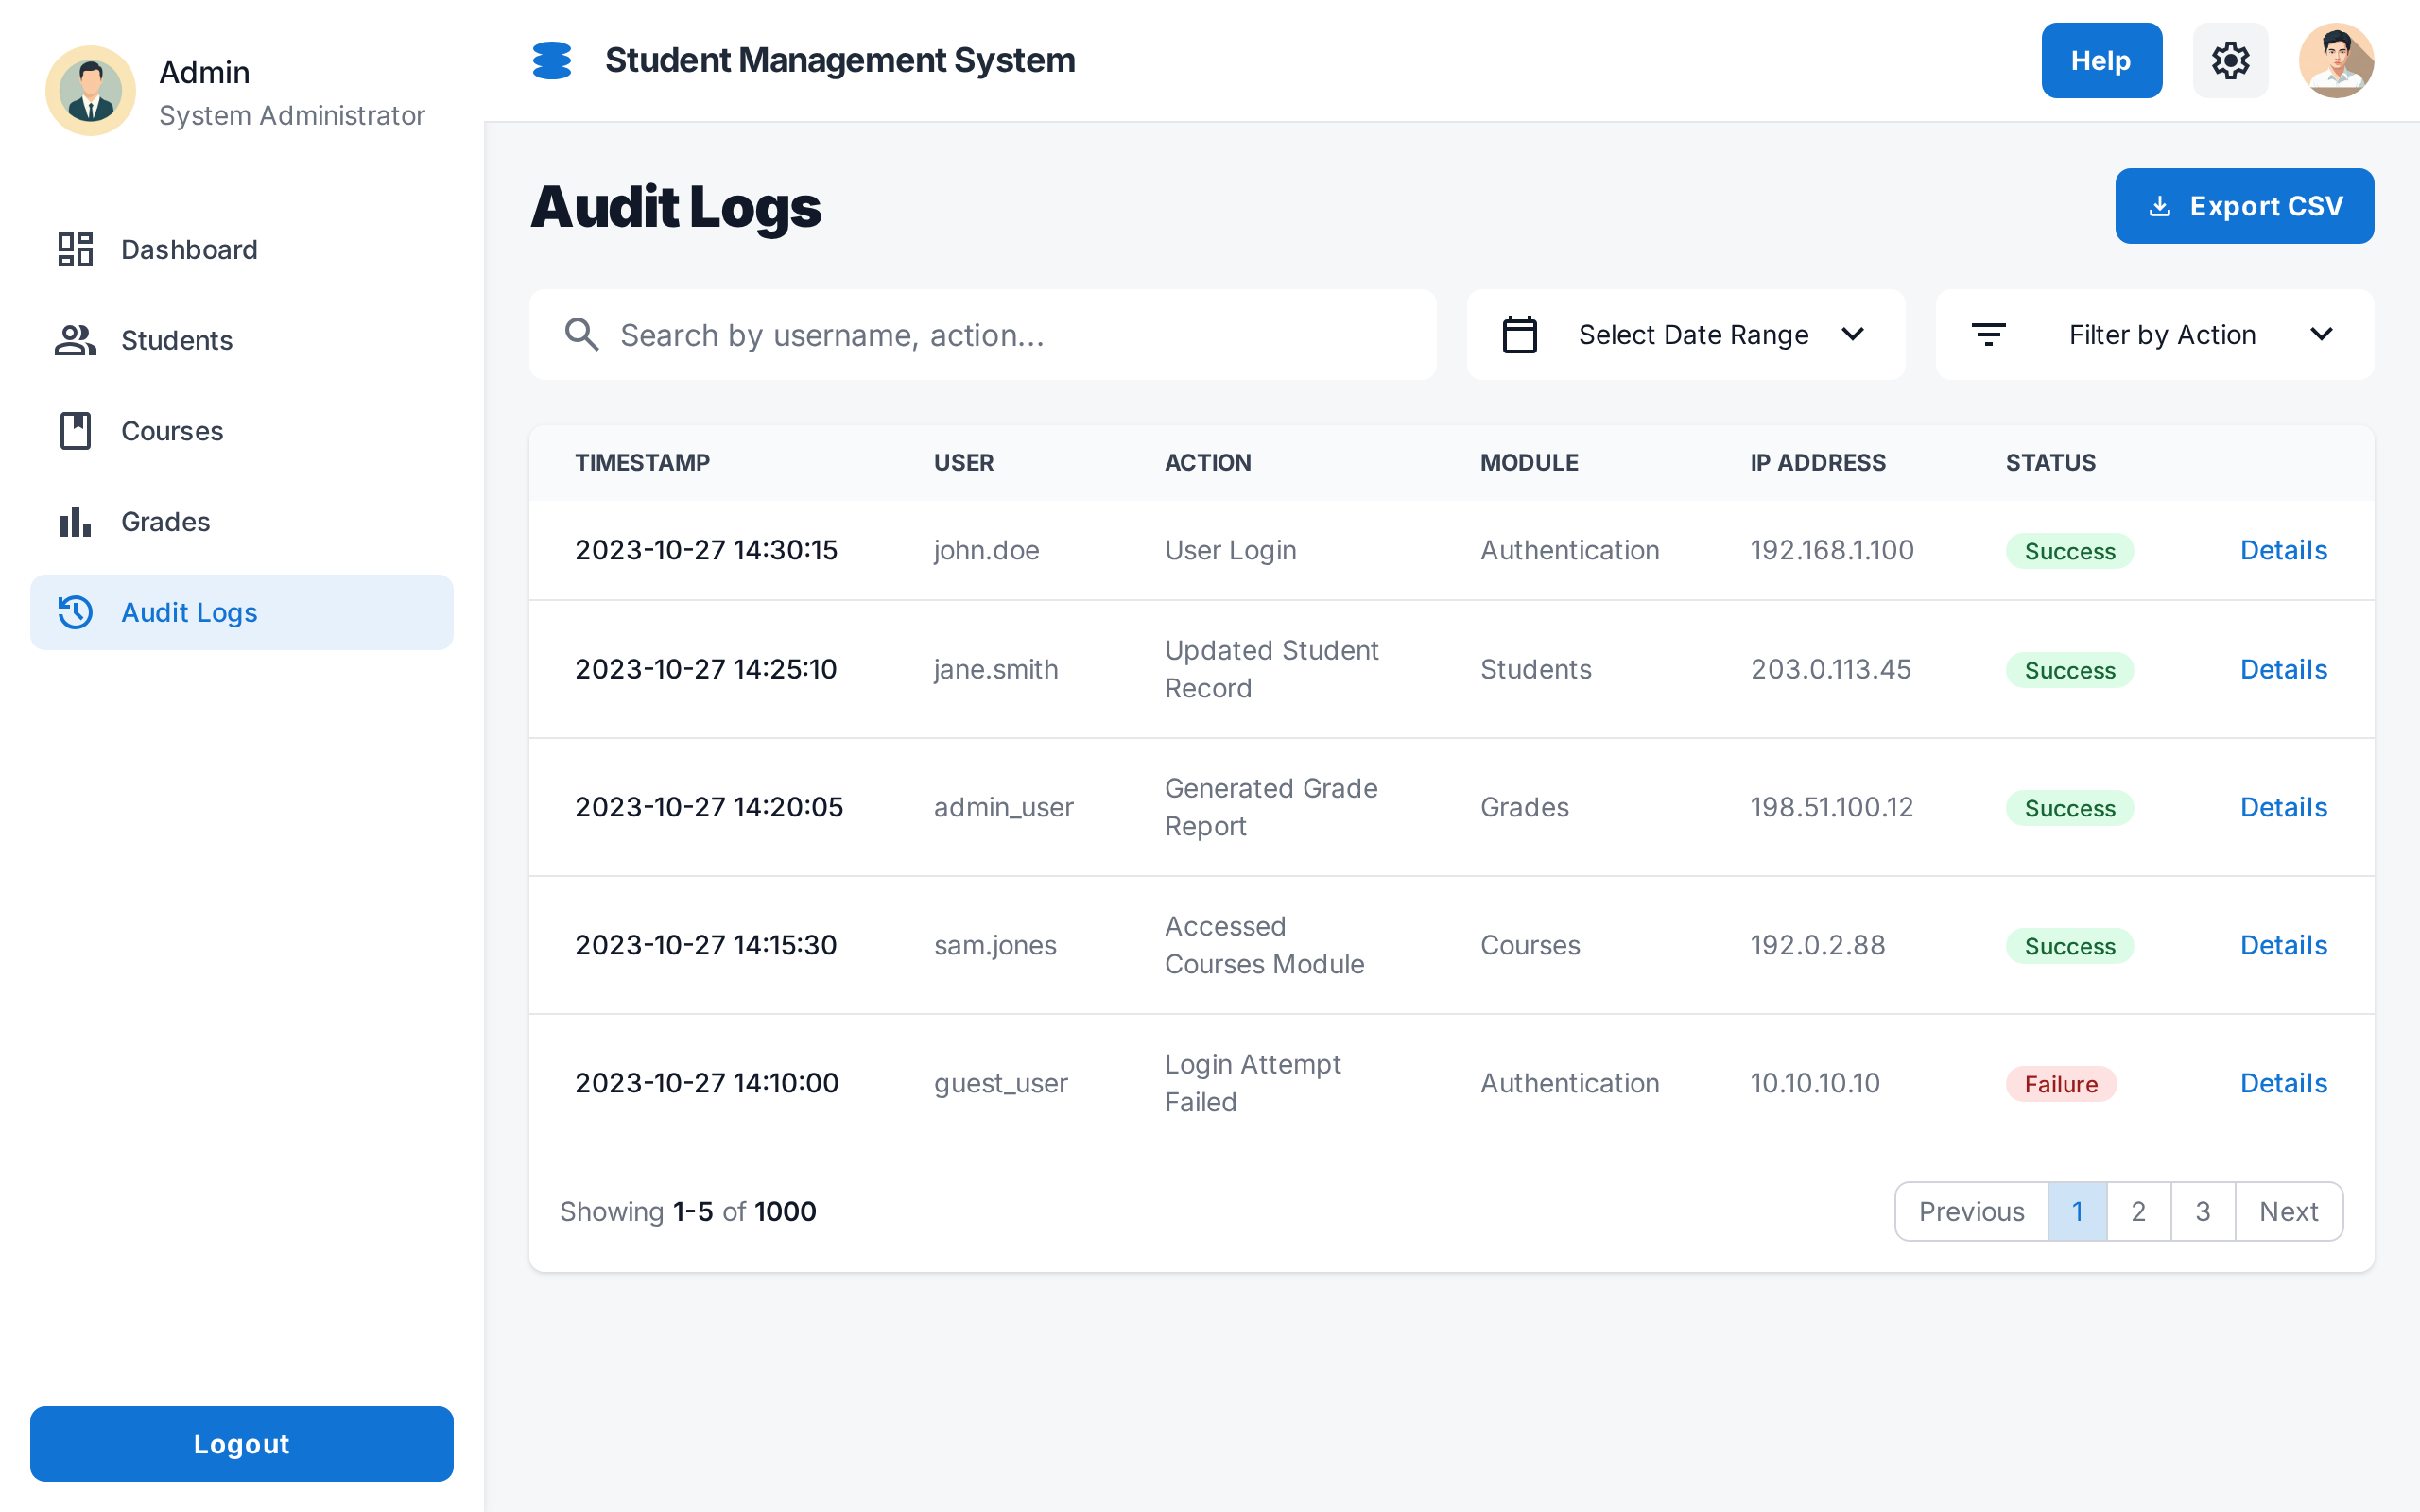 Admin
System Administrator
Dashboard
Students
Courses
Grades
Audit Logs
Logout
Student Management System
Help
Audit Logs
Export CSV
Search by username, action...
Select Date Range
Filter by Action
TIMESTAMP USER ACTION MODULE IP ADDRESS STATUS
2023-10-27 14:30:15 john.doe User Login Authentication 192.168.1.100 Success Details
2023-10-27 14:25:10 jane.smith Updated Student Record Students 203.0.113.45 Success Details
2023-10-27 14:20:05 admin_user Generated Grade Report Grades 198.51.100.12 Success Details
2023-10-27 14:15:30 sam.jones Accessed Courses Module Courses 192.0.2.88 Success Details
2023-10-27 14:10:00 guest_user Login Attempt Failed Authentication 10.10.10.10 Failure Details
Showing 1-5 of 1000
Previous 1 2 3 Next